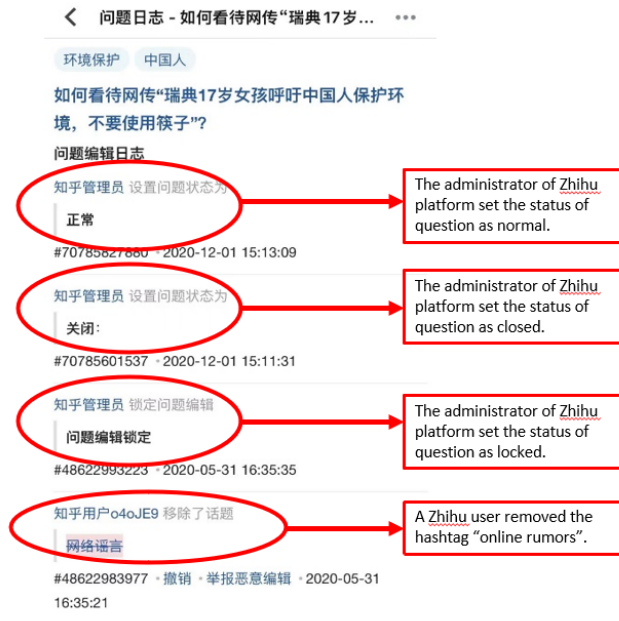 问题日志 - 如何看待网传“瑞典17岁...
环境保护 中国人
如何看待网传“瑞典17岁女孩呼吁中国人保护环
境，不要使用筷子”?
问题编辑日志
知乎管理员 设置问题状态为
正常
#70785827880 · 2020-12-01 15:13:09
The administrator of Zhihu
platform set the status of
question as normal.
知乎管理员 设置问题状态为
关闭:
#70785601537 · 2020-12-01 15:11:31
The administrator of Zhihu
platform set the status of
question as closed.
知乎管理员 锁定问题编辑
问题编辑锁定
#48622993223 · 2020-05-31 16:35:35
The administrator of Zhihu
platform set the status of
question as locked.
知乎用户o4oJE9 移除了话题
网络谣言
#48622983977 · 撤销 · 举报恶意编辑 · 2020-05-31
16:35:21
A Zhihu user removed the
hashtag “online rumors”.